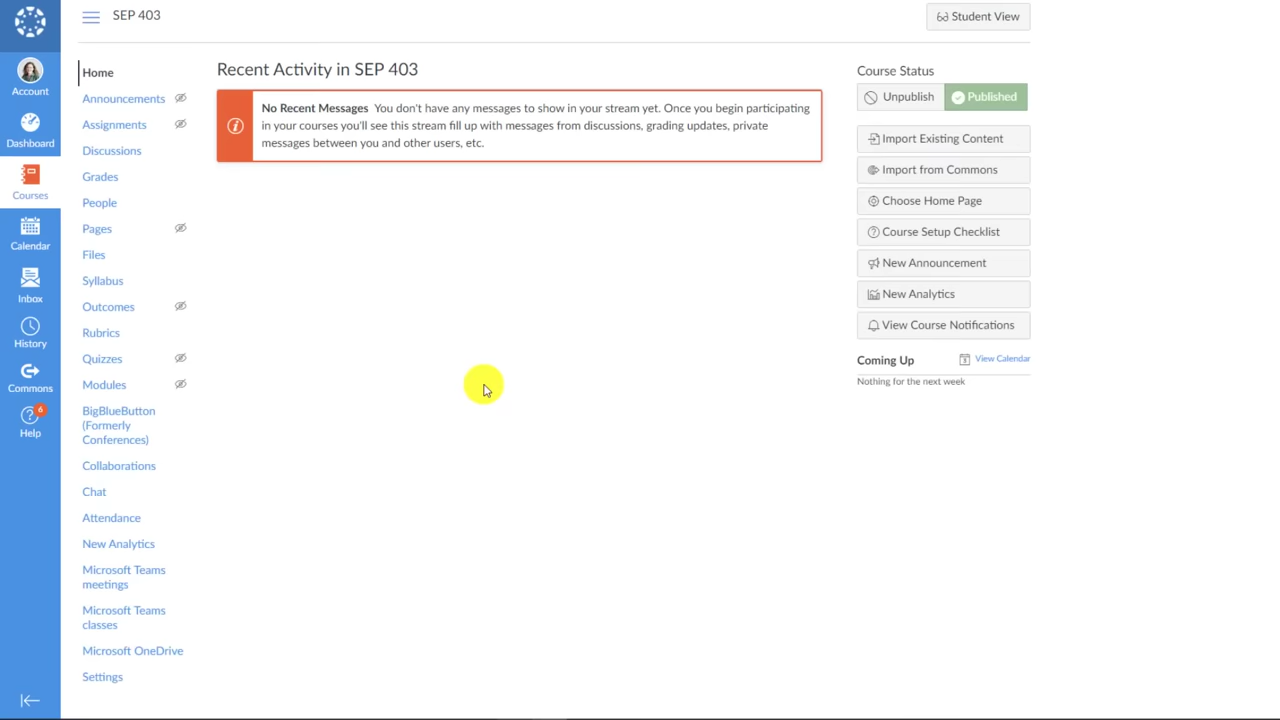 SEP 403
Student View
Account
Dashboard
Courses
Calendar
Inbox
History
Commons
6
Help
Home
Announcements
Assignments
Discussions
Grades
People
Pages
Files
Syllabus
Outcomes
Rubrics
Quizzes
Modules
BigBlueButton
(Formerly
Conferences)
Collaborations
Chat
Attendance
New Analytics
Microsoft Teams
meetings
Microsoft Teams
classes
Microsoft OneDrive
Settings
Recent Activity in SEP 403
No Recent Messages You don't have any messages to show in your stream yet. Once you begin participating
in your courses you'll see this stream fill up with messages from discussions, grading updates, private
messages between you and other users, etc.
Course Status
Unpublish Published
Import Existing Content
Import from Commons
Choose Home Page
Course Setup Checklist
New Announcement
New Analytics
View Course Notifications
Coming Up View Calendar
Nothing for the next week